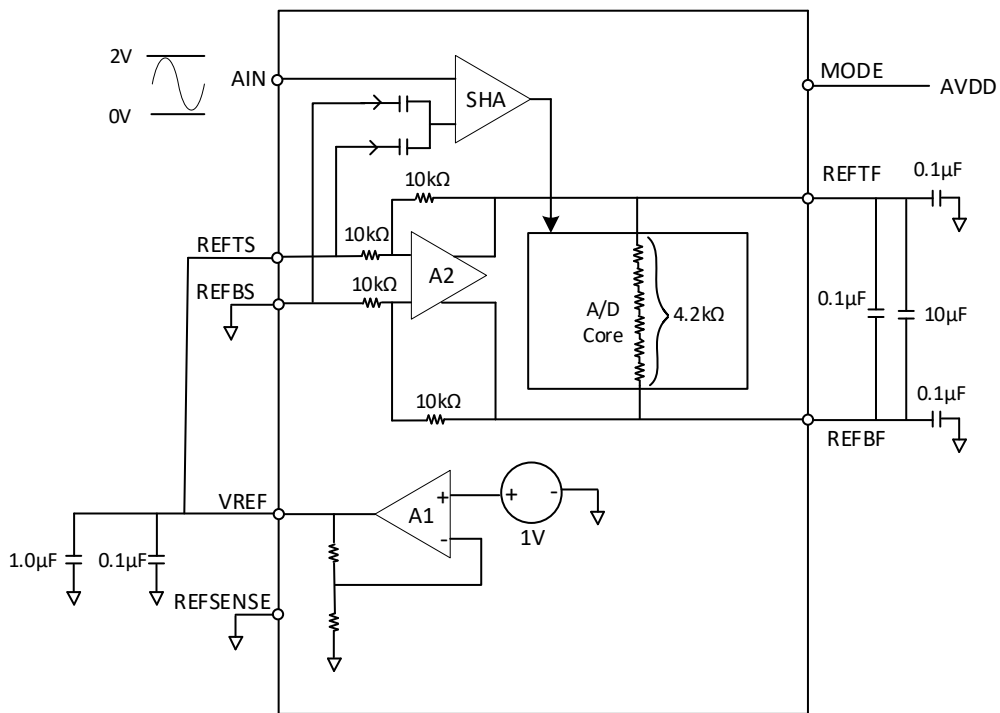 2V
0V
AIN
SHA
MODE
AVDD
REFTF
0.1µF
10kΩ
10kΩ
REFTS
10kΩ
REFBS
A2
A/D
Core
4.2kΩ
0.1µF
10µF
10kΩ
0.1µF
REFBF
VREF
A1
+
-
+
-
1V
1.0µF
0.1µF
REFSENSE